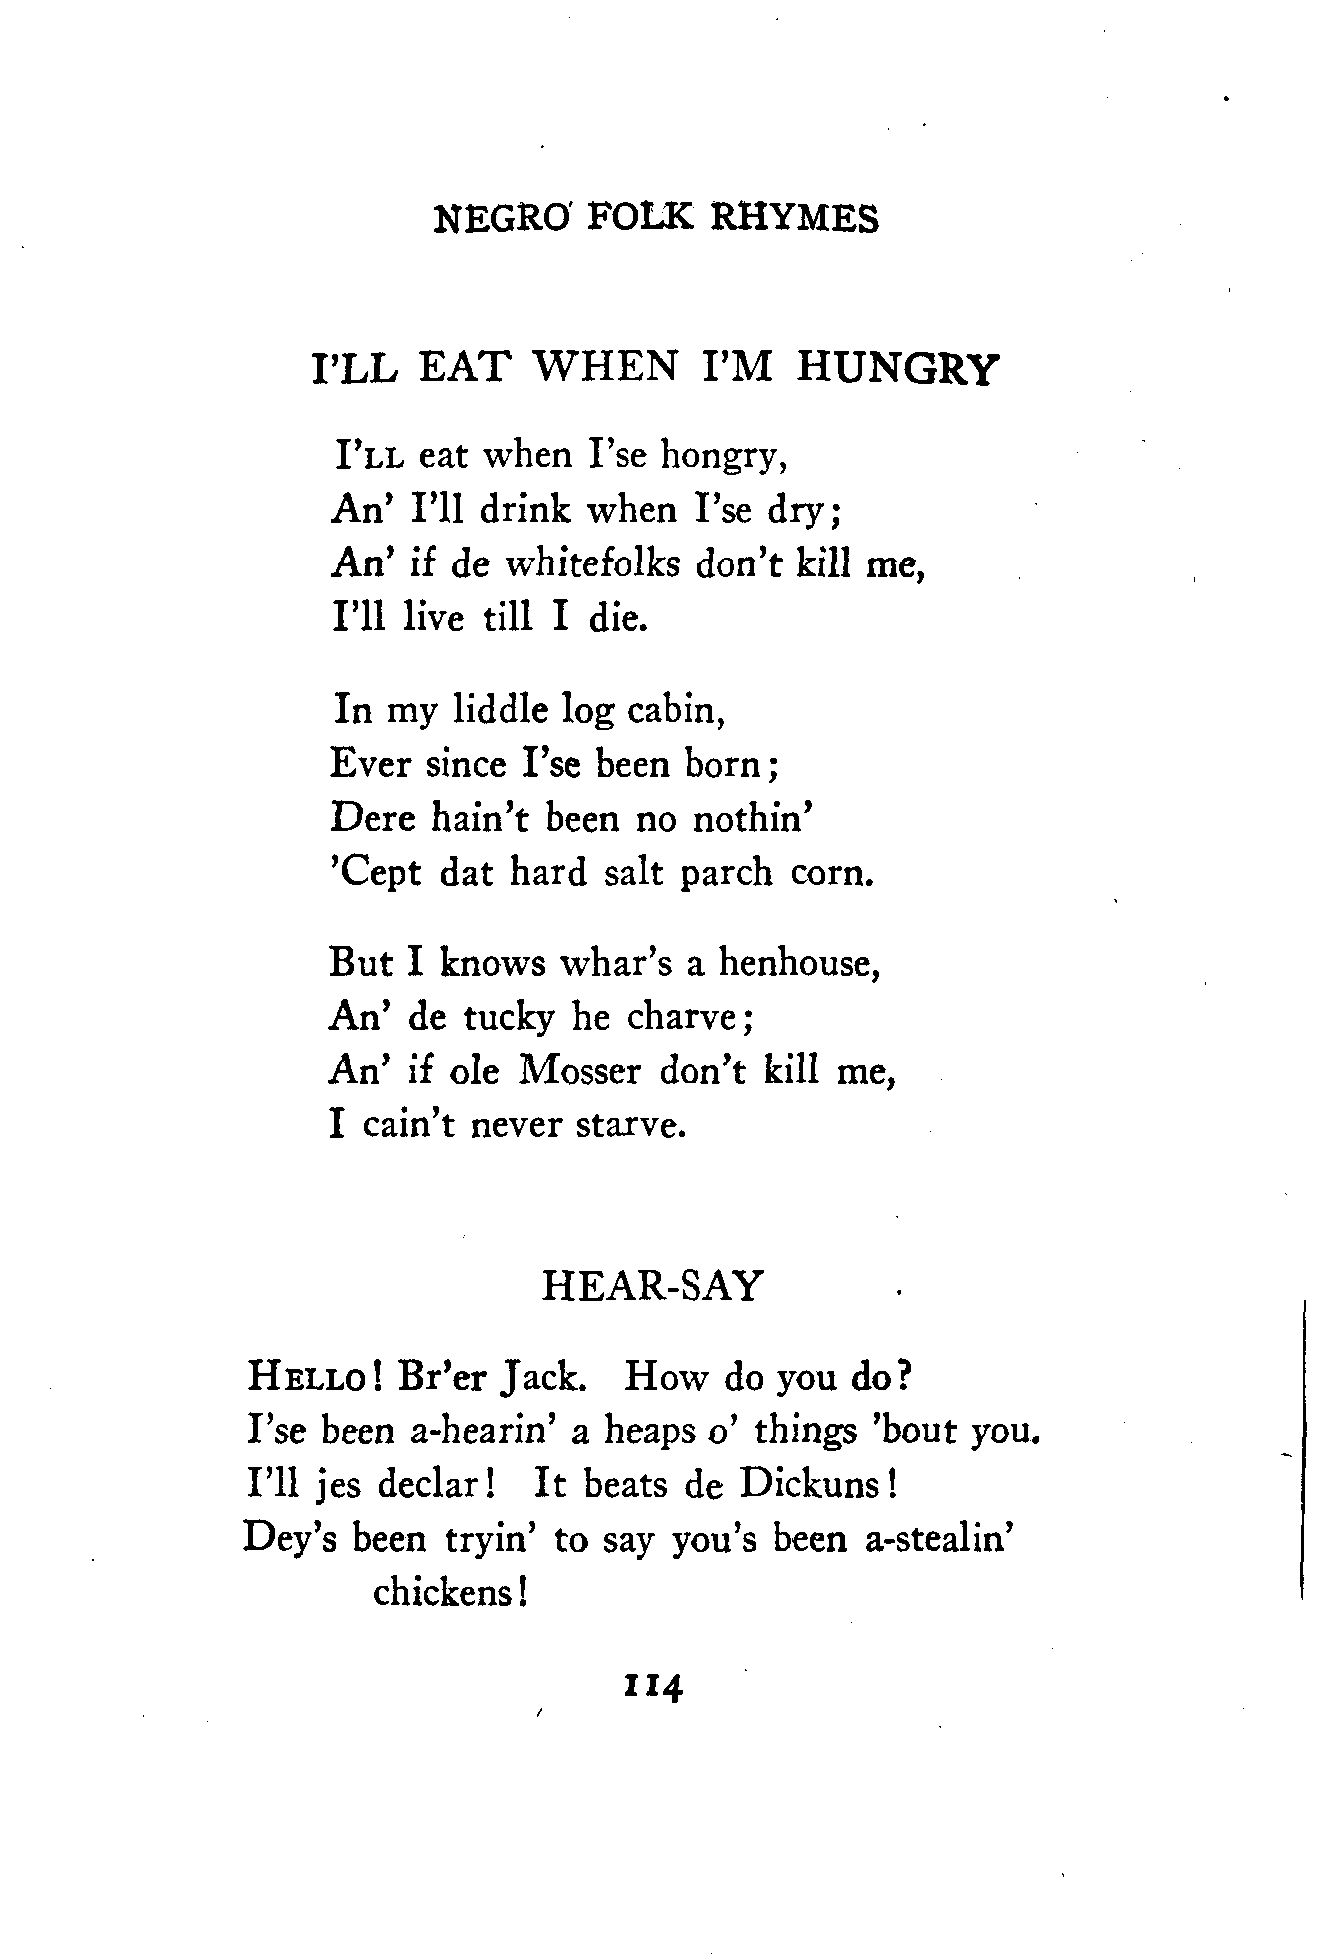 NEGRO FOLK RHYMES
I'LL EAT WHEN I'M HUNGRY
I'LL eat when I'se hongry,
An' I'll drink when I'se dry;
An' if de whitefolks don't kill me,
I'll live till I die.
In my liddle log cabin,
Ever since I'se been born;
Dere hain't been no nothin'
'Cept dat hard salt parch corn.
But I knows whar's a henhouse,
An' de tucky he charve;
An' if ole Mosser don't kill me,
I cain't never starve.
HEAR-SAY
HELLO! Br'er Jack. How do you do?
I'se been a-hearin' a heaps o' things 'bout you.
I'll jes declar! It beats de Dickuns!
Dey's been tryin' to say you's been a-stealin'
chickens!
114